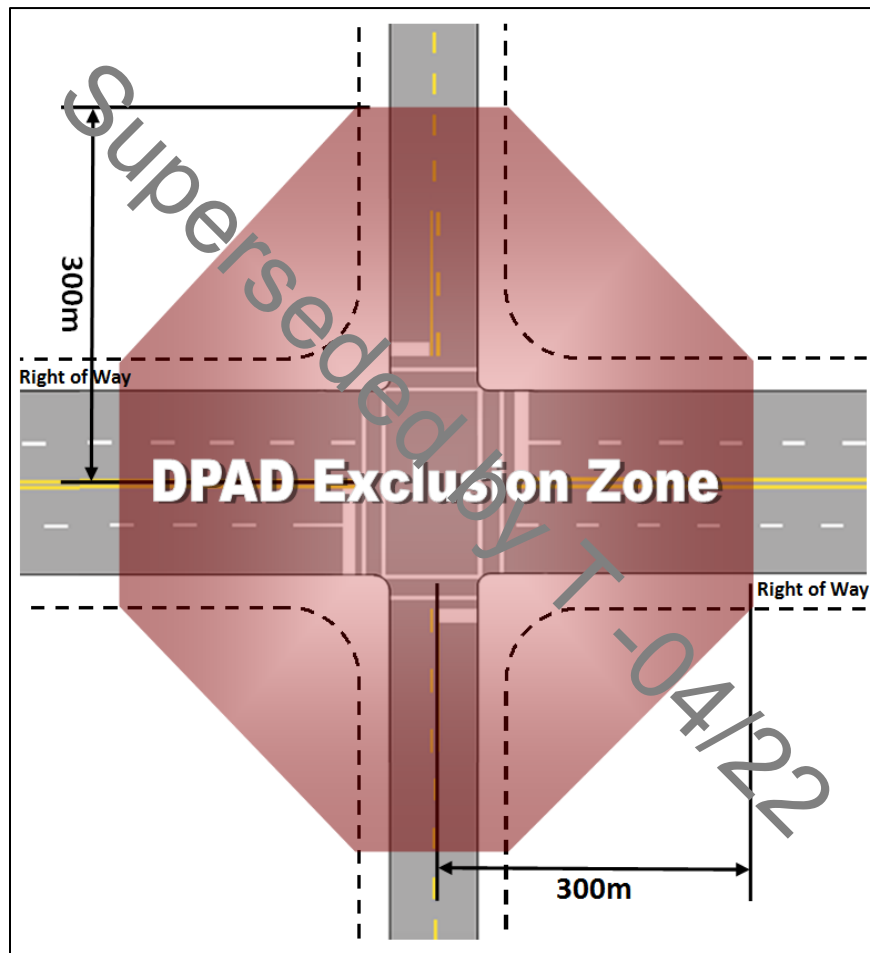 300m
Right of Way
DPAD Exclusion Zone
Right of Way
300m
Superseded by T -04/22